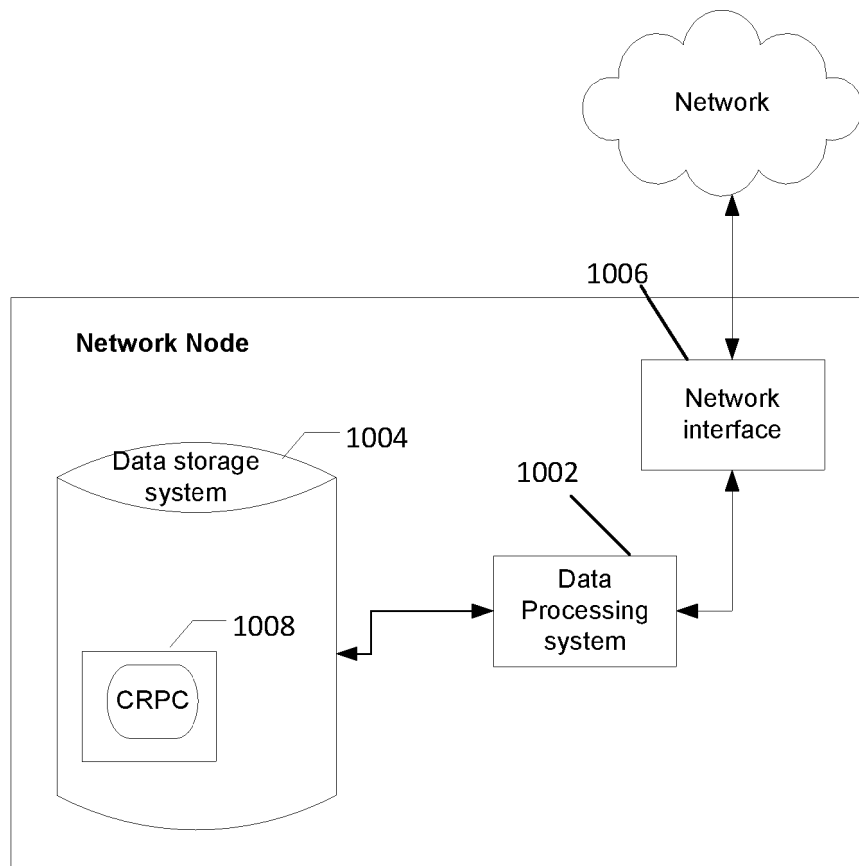 Network
1006
Network Node
Network
interface
1004
Data storage
system
1002
Data
Processing
system
1008
CRPC